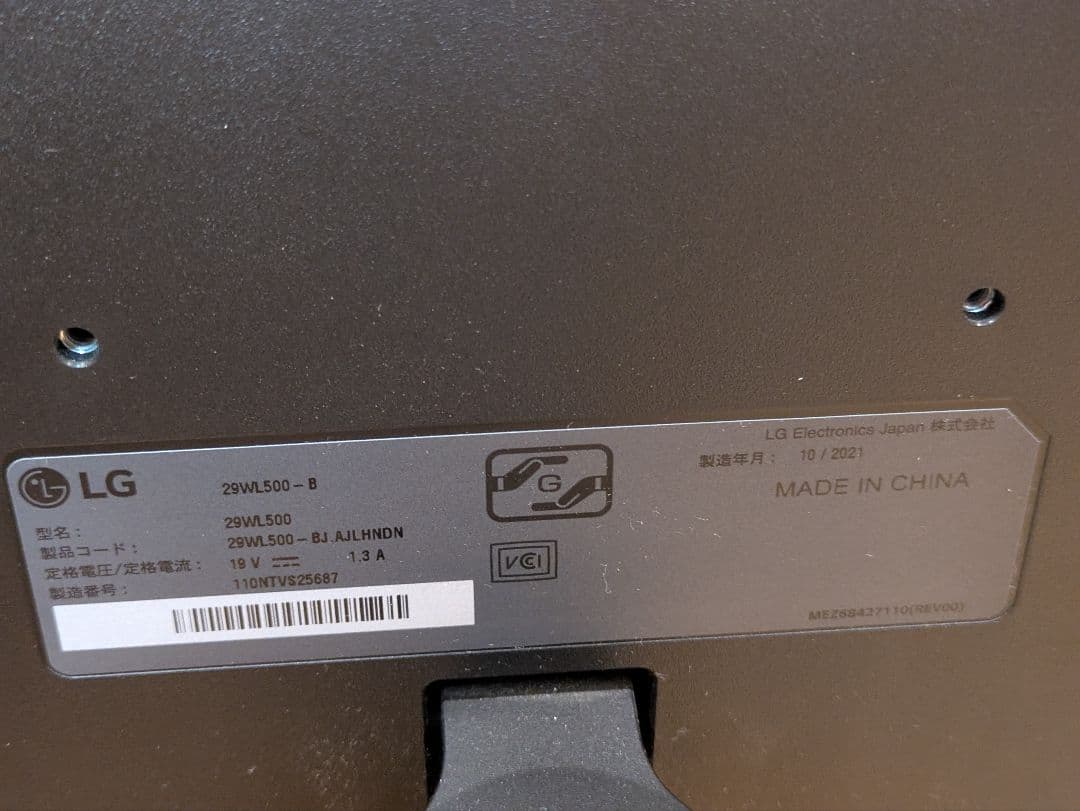 LG
29WL500-B
型名: 29WL500
製品コード: 29WL500-BJ.AJLHNDN
定格電圧/定格電流: 19 V 1.3 A
製造番号: 110NTVS25687
G
VCCI
LG Electronics Japan 株式会社
製造年月: 10 / 2021
MADE IN CHINA
MEZ68427110(REV00)